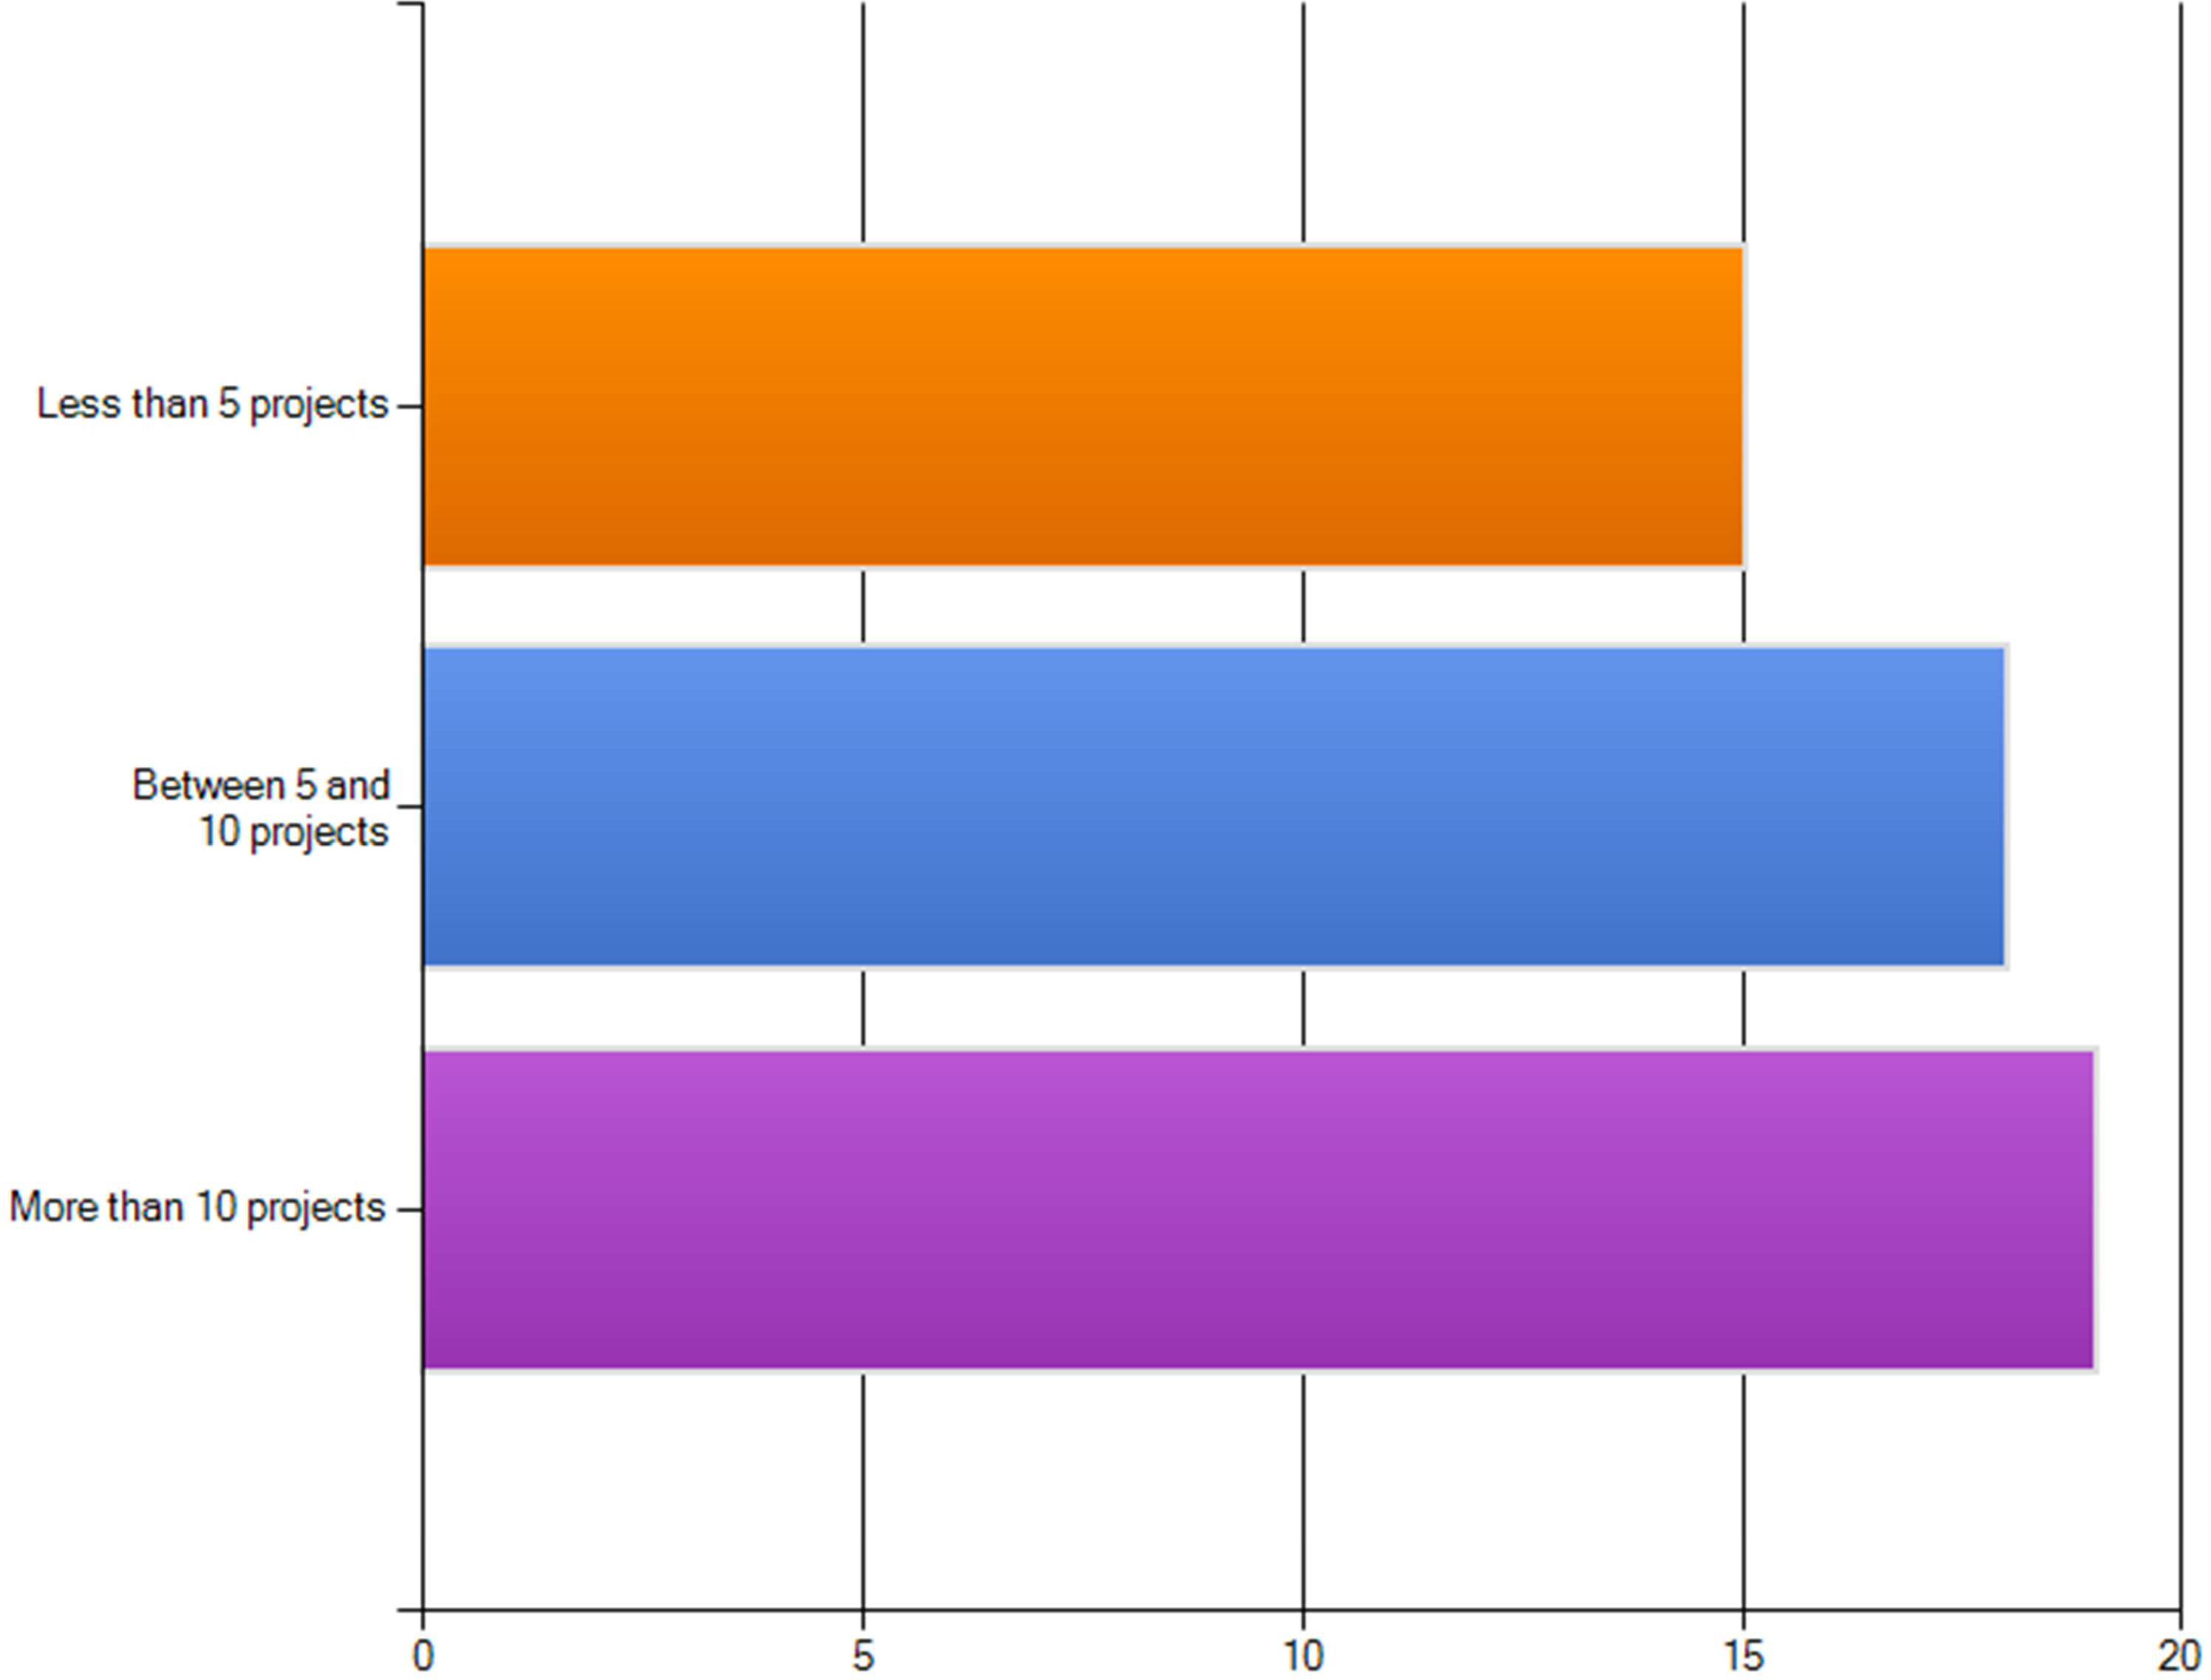 Less than 5 projects
Between 5 and
10 projects
More than 10 projects
0 5 10 15 20